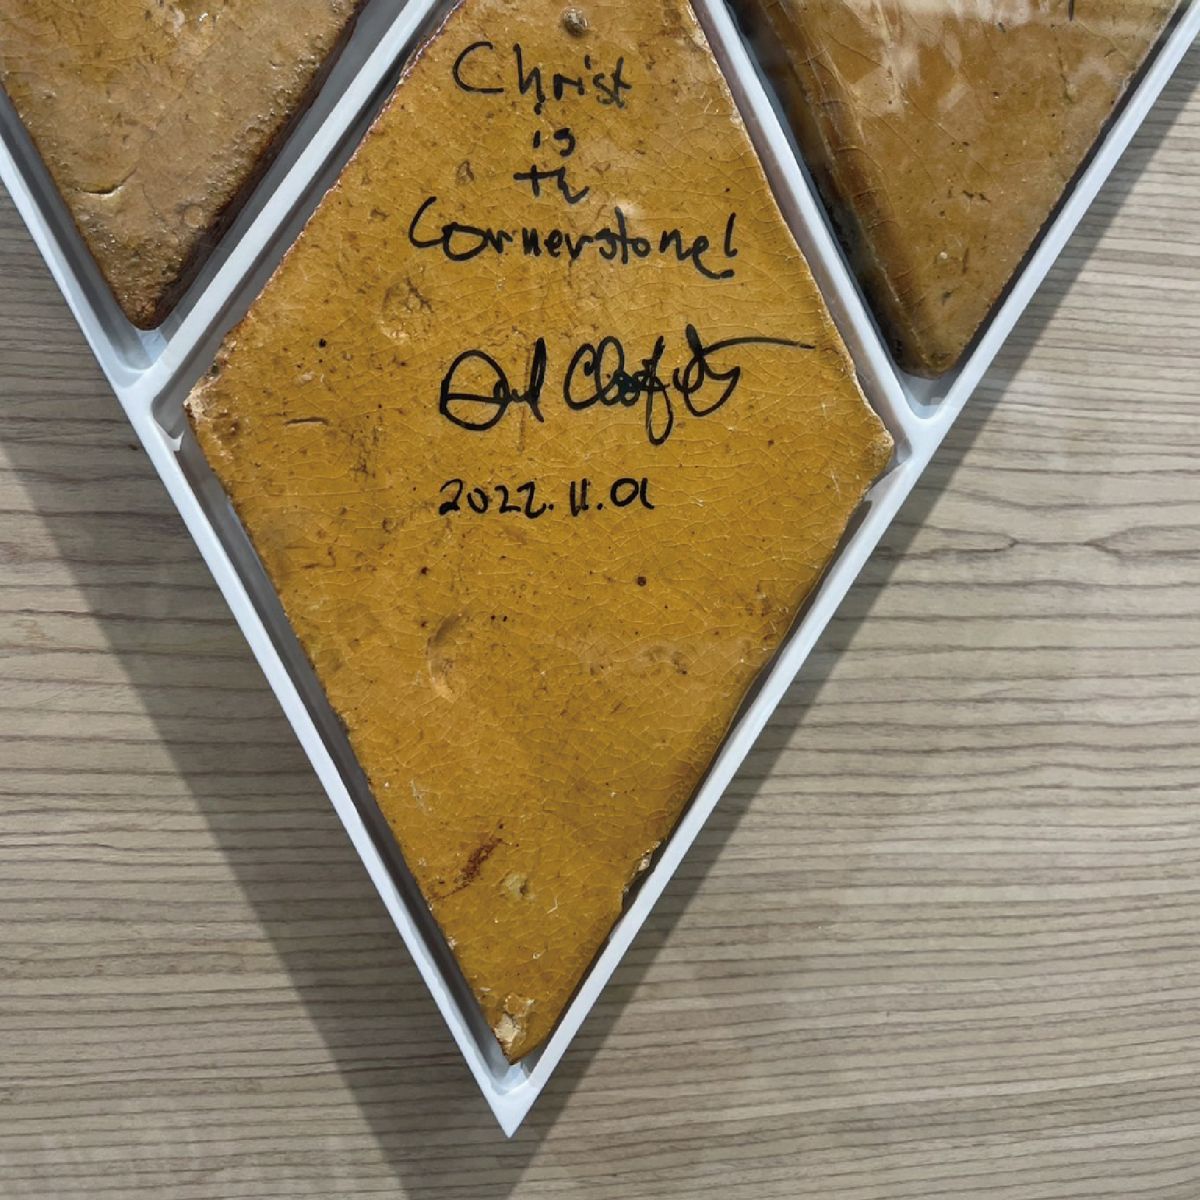 Christ
is
the
Cornerstone!
2022.11.01